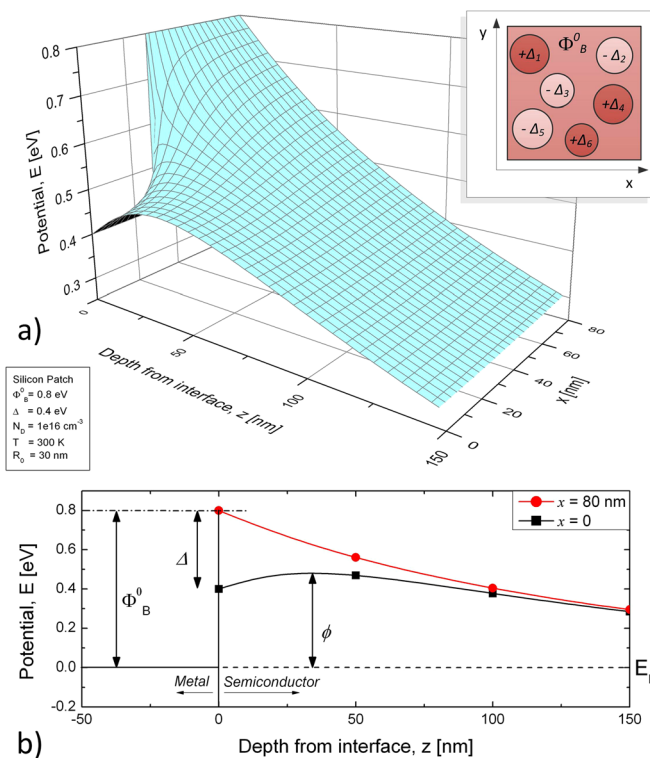 0.8
0.7
0.6
0.5
0.4
0.3
Potential, E [eV]
0
50
100
150
Depth from interface, z [nm]
0
20
40
60
80
x [nm]
y
x
Φ⁰_B
+Δ₁
- Δ₂
- Δ₃
+Δ₄
- Δ₅
+Δ₆
a)
Silicon Patch
Φ⁰_B = 0.8 eV
Δ = 0.4 eV
N_D = 1e16 cm⁻³
T = 300 K
R₀ = 30 nm
x = 80 nm
x = 0
0.8
0.6
0.4
0.2
0.0
-0.2
Potential, E [eV]
Φ⁰_B
Δ
ϕ
Metal
Semiconductor
-50
0
50
100
150
Depth from interface, z [nm]
b)